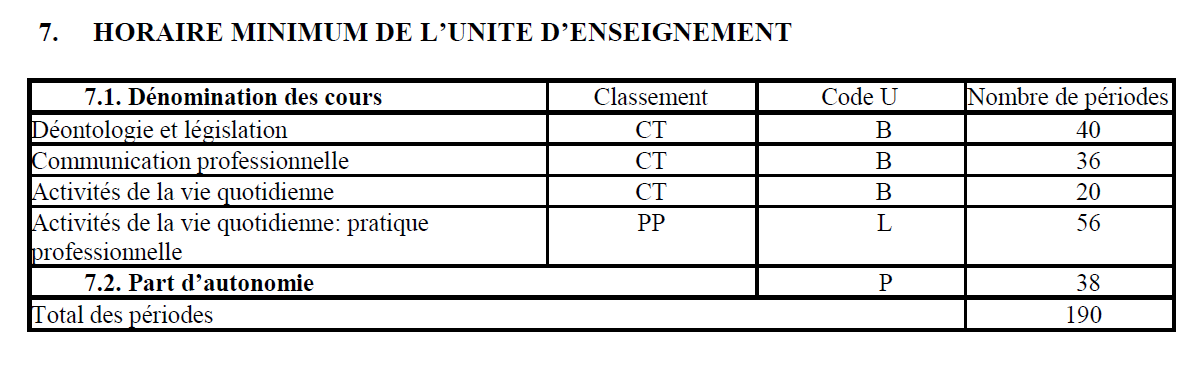 7. HORAIRE MINIMUM DE L’UNITE D’ENSEIGNEMENT
7.1. Dénomination des cours Classement Code U Nombre de périodes
Déontologie et législation CT B 40
Communication professionnelle CT B 36
Activités de la vie quotidienne CT B 20
Activités de la vie quotidienne: pratique PP L 56
professionnelle
7.2. Part d’autonomie P 38
Total des périodes 190